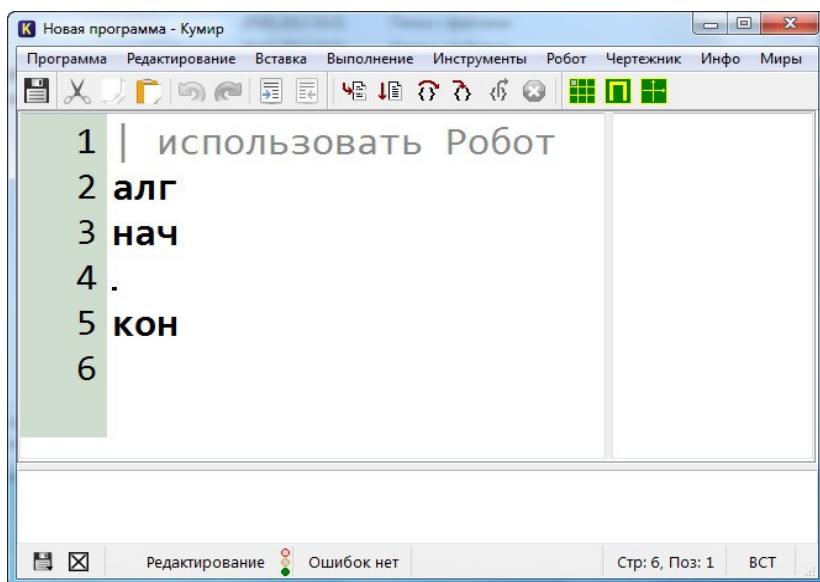 Новая программа - Кумир
Программа Редактирование Вставка Выполнение Инструменты Робот Чертежник Инфо Миры
1 | использовать Робот
2 алг
3 нач
4 .
5 кон
6
Редактирование Ошибок нет Стр: 6, Поз: 1 ВСТ